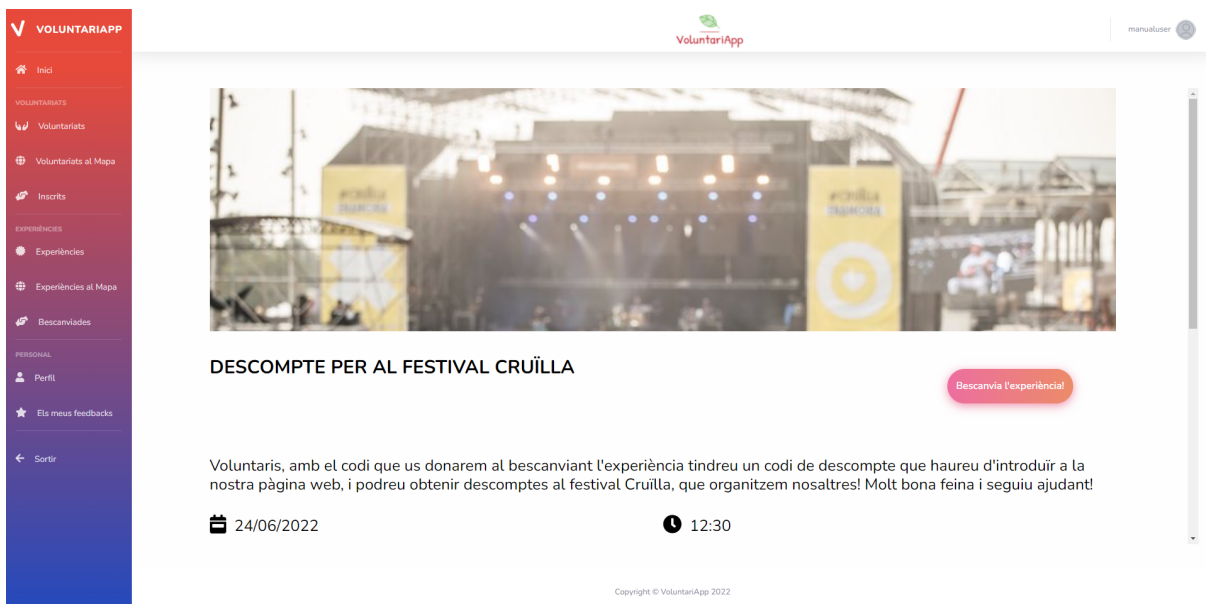 VOLUNTARIAPP
VoluntariApp
manualuser
Inici
VOLUNTARIATS
Voluntariats
Voluntariats al Mapa
Inscrits
EXPERIÈNCIES
Experiències
Experiències al Mapa
Bescanviades
PERSONAL
Perfil
Els meus feedbacks
Sortir
DESCOMPTE PER AL FESTIVAL CRUÏLLA
Bescanvia l'experiència!
Voluntaris, amb el codi que us donarem al bescanviant l'experiència tindreu un codi de descompte que haureu d'introduïr a la
nostra pàgina web, i podreu obtenir descomptes al festival Cruïlla, que organitzem nosaltres! Molt bona feina i seguiu ajudant!
24/06/2022
12:30
Copyright © VoluntariApp 2022